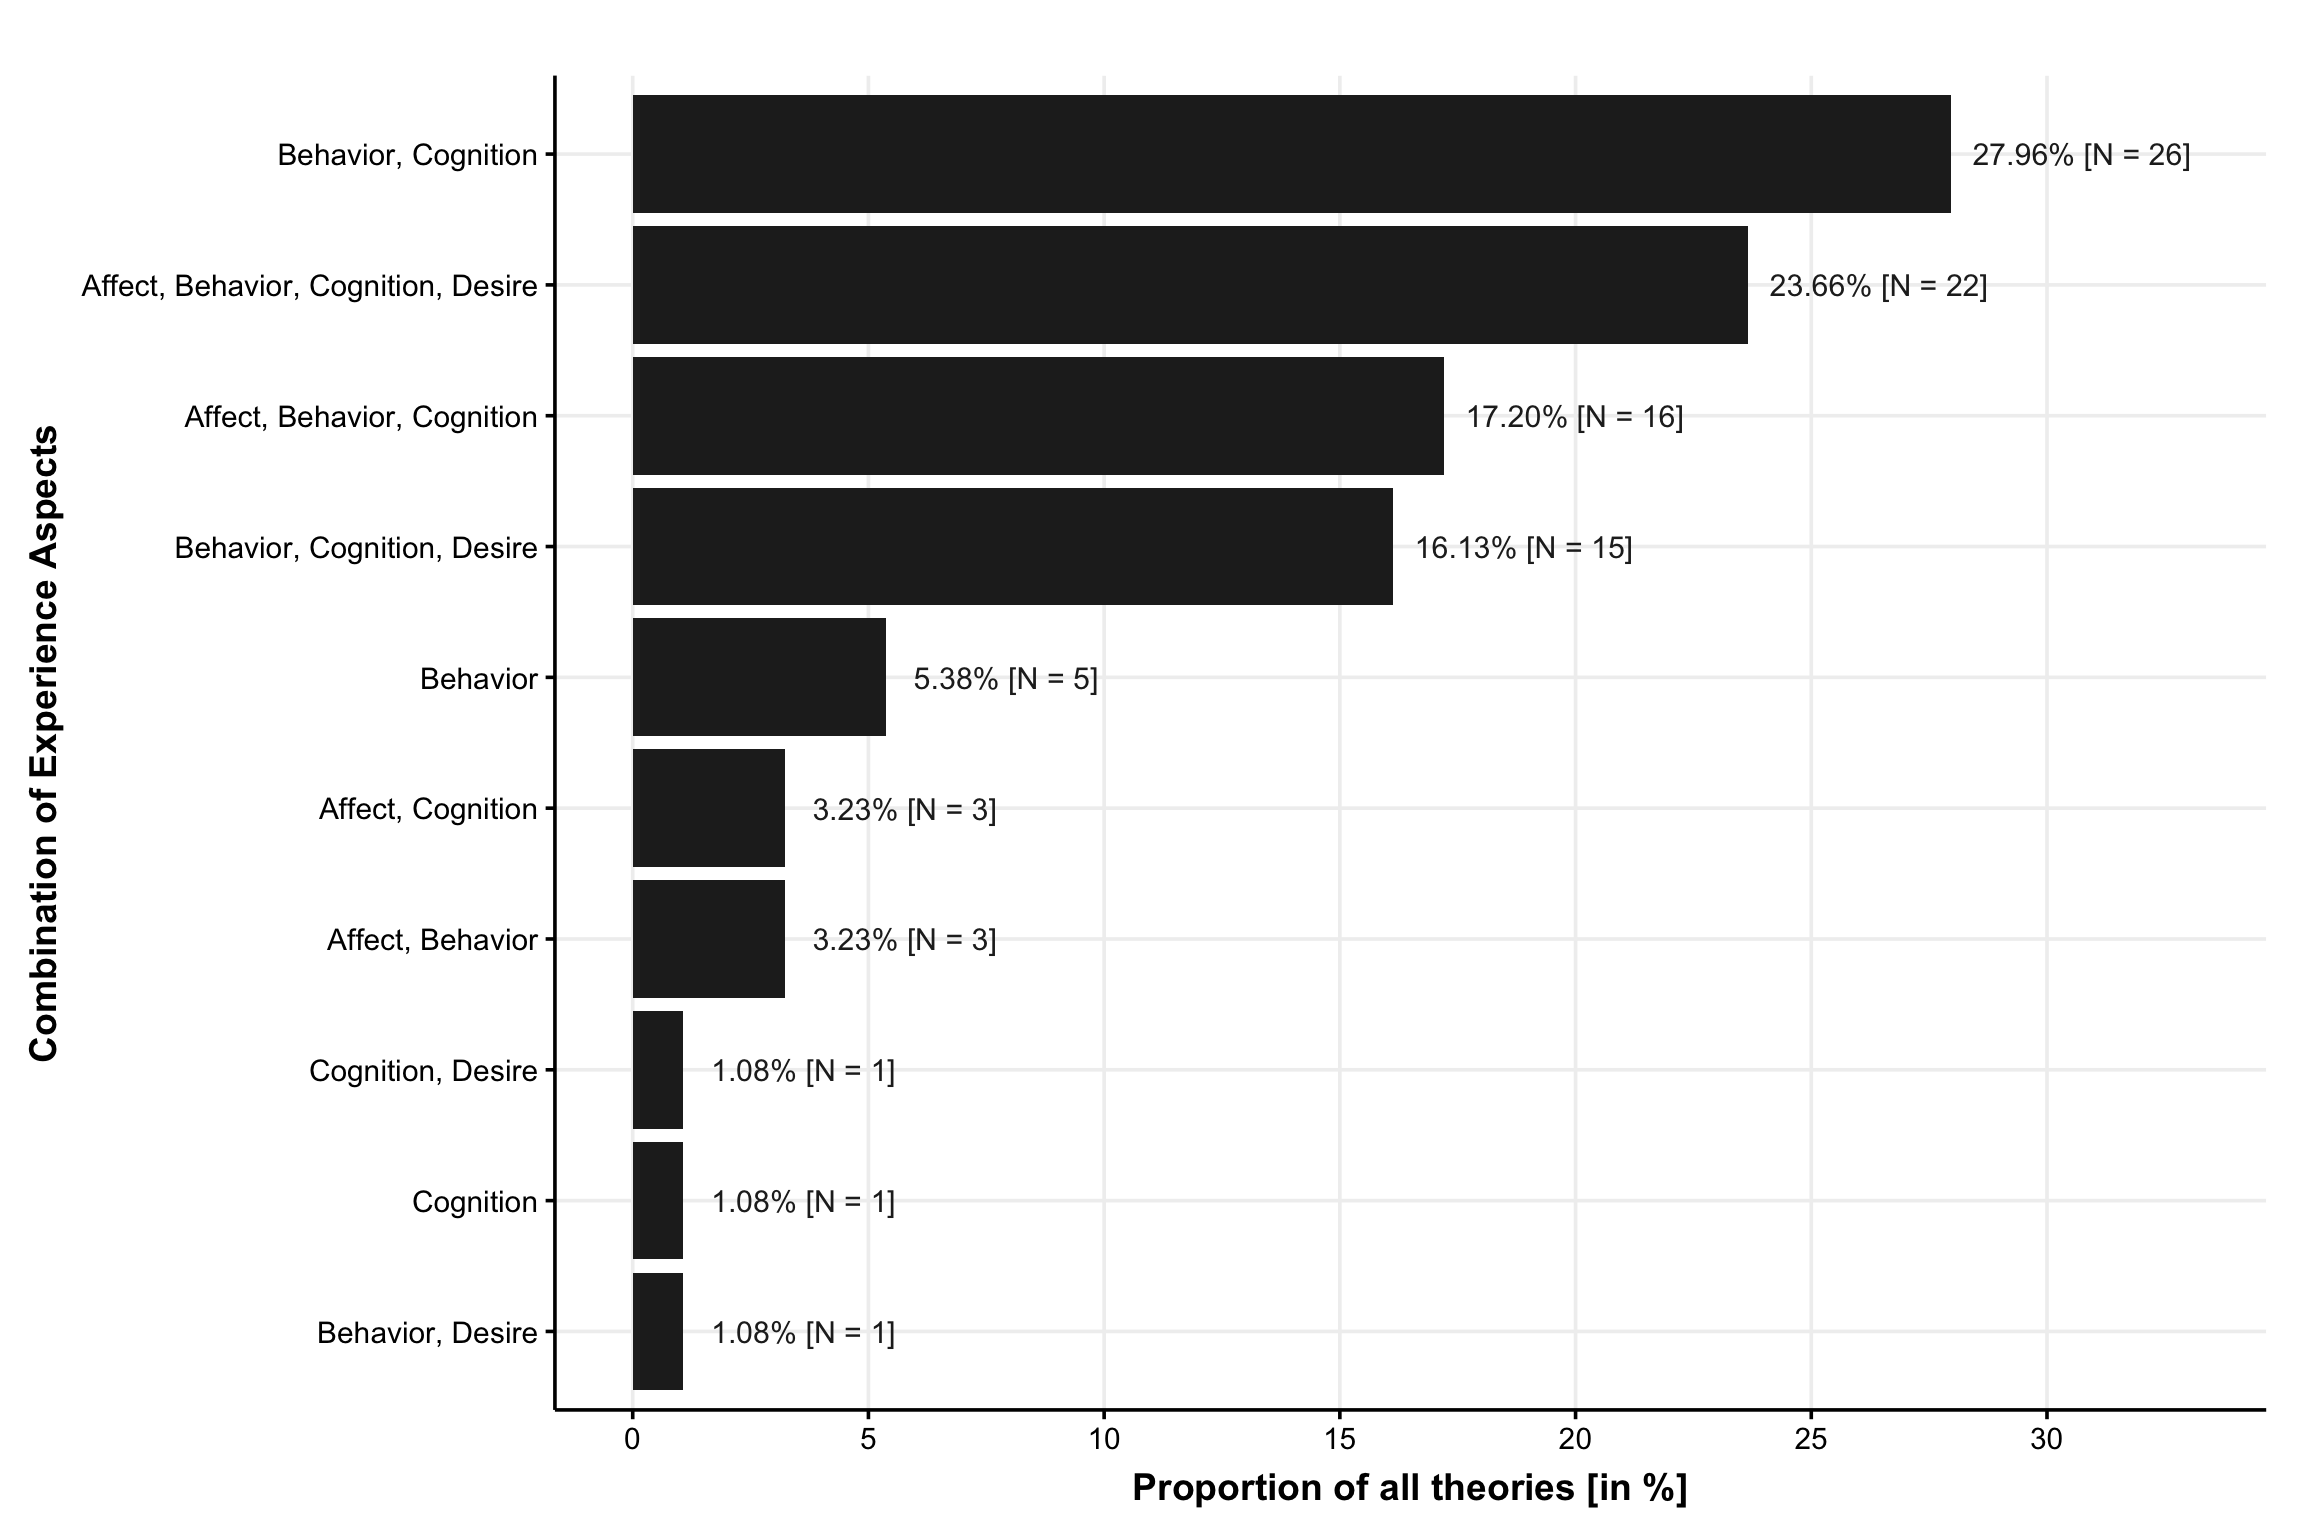 Combination of Experience Aspects
Behavior, Cognition
27.96% [N = 26]
Affect, Behavior, Cognition, Desire
23.66% [N = 22]
Affect, Behavior, Cognition
17.20% [N = 16]
Behavior, Cognition, Desire
16.13% [N = 15]
Behavior
5.38% [N = 5]
Affect, Cognition
3.23% [N = 3]
Affect, Behavior
3.23% [N = 3]
Cognition, Desire
1.08% [N = 1]
Cognition
1.08% [N = 1]
Behavior, Desire
1.08% [N = 1]
0 5 10 15 20 25 30
Proportion of all theories [in %]